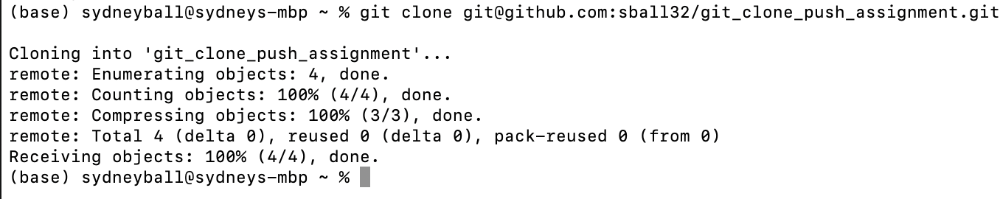 (base) sydneyball@sydneys-mbp ~ % git clone git@github.com:sball32/git_clone_push_assignment.git
Cloning into 'git_clone_push_assignment'...
remote: Enumerating objects: 4, done.
remote: Counting objects: 100% (4/4), done.
remote: Compressing objects: 100% (3/3), done.
remote: Total 4 (delta 0), reused 0 (delta 0), pack-reused 0 (from 0)
Receiving objects: 100% (4/4), done.
(base) sydneyball@sydneys-mbp ~ %